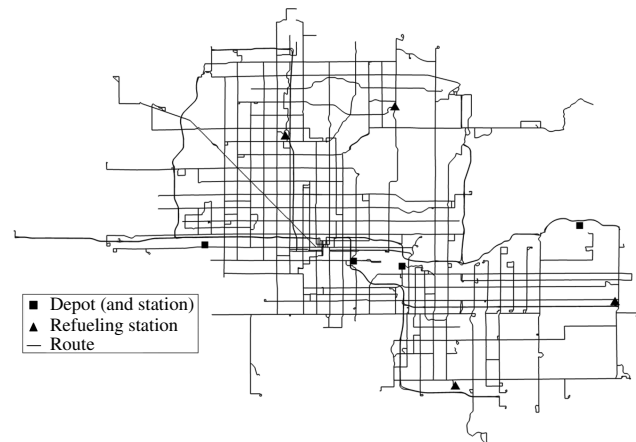 Depot (and station)
Refueling station
Route